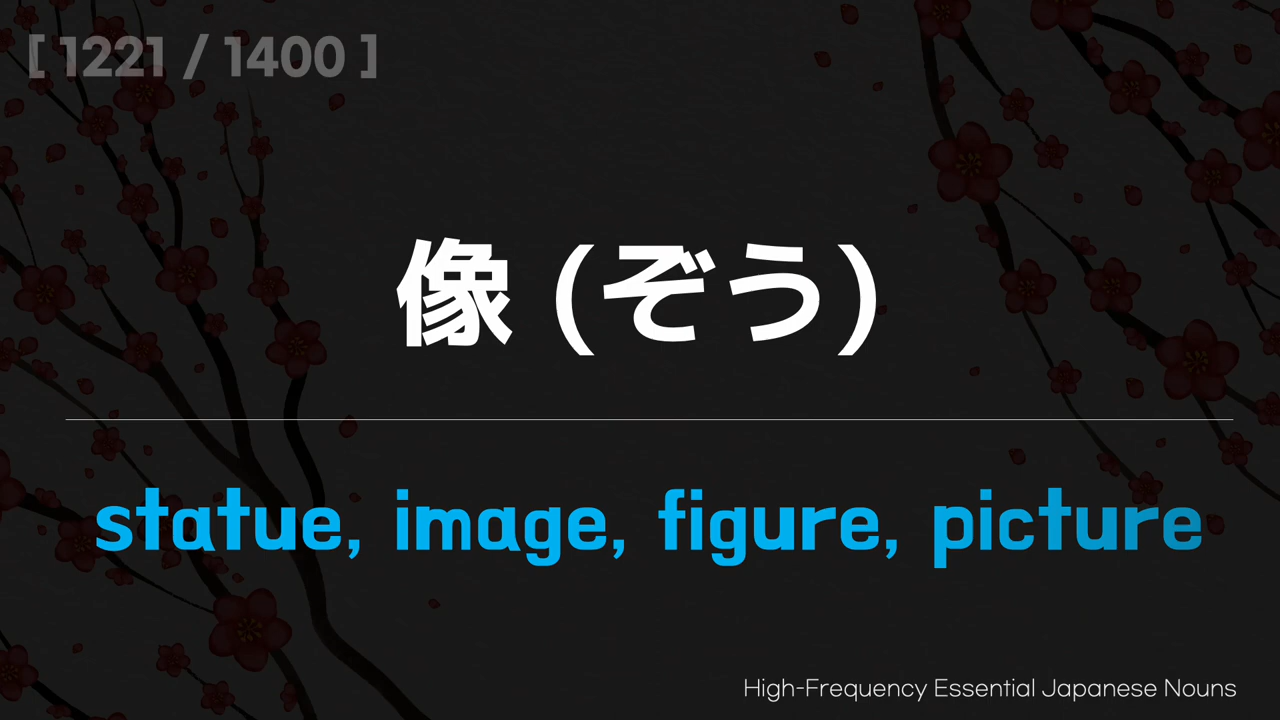 [ 1221 / 1400 ]
像 (ぞう)
statue, image, figure, picture
High-Frequency Essential Japanese Nouns